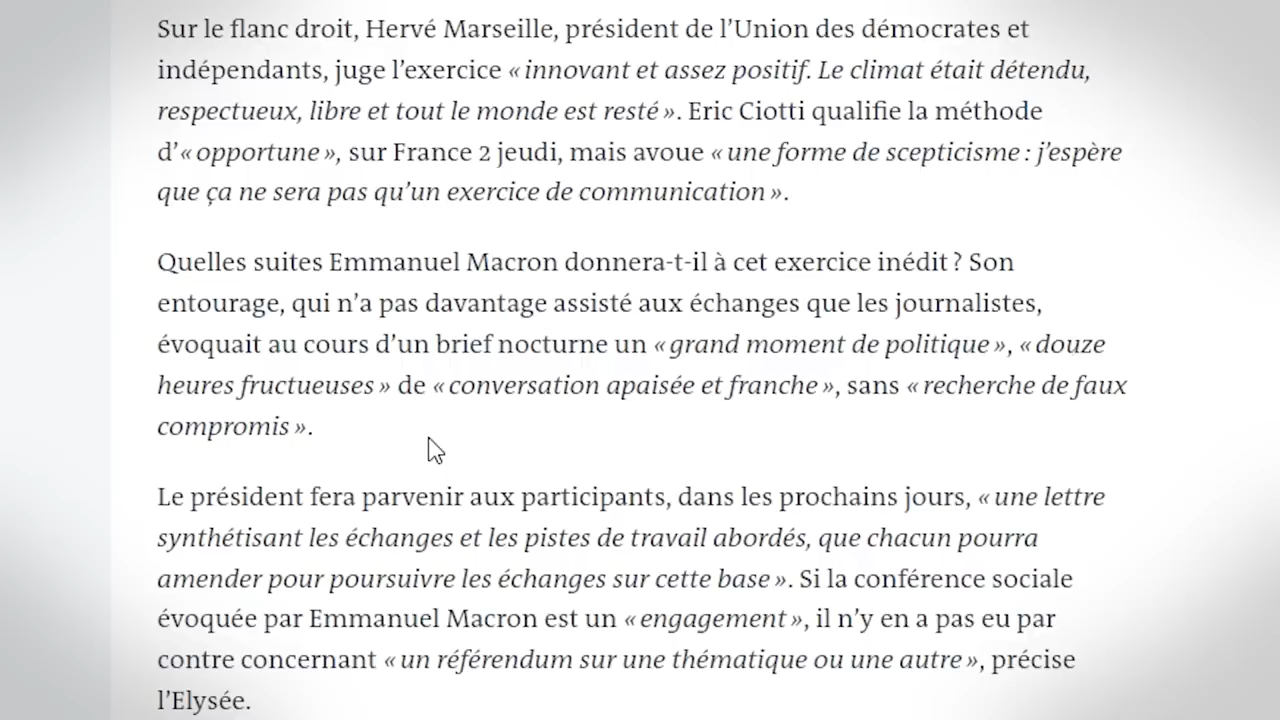 Sur le flanc droit, Hervé Marseille, président de l’Union des démocrates et
indépendants, juge l’exercice « innovant et assez positif. Le climat était détendu,
respectueux, libre et tout le monde est resté ». Eric Ciotti qualifie la méthode
d’« opportune », sur France 2 jeudi, mais avoue « une forme de scepticisme : j’espère
que ça ne sera pas qu’un exercice de communication ».
Quelles suites Emmanuel Macron donnera-t-il à cet exercice inédit ? Son
entourage, qui n’a pas davantage assisté aux échanges que les journalistes,
évoquait au cours d’un brief nocturne un « grand moment de politique », « douze
heures fructueuses » de « conversation apaisée et franche », sans « recherche de faux
compromis ».
Le président fera parvenir aux participants, dans les prochains jours, « une lettre
synthétisant les échanges et les pistes de travail abordés, que chacun pourra
amender pour poursuivre les échanges sur cette base ». Si la conférence sociale
évoquée par Emmanuel Macron est un « engagement », il n’y en a pas eu par
contre concernant « un référendum sur une thématique ou une autre », précise
l’Elysée.